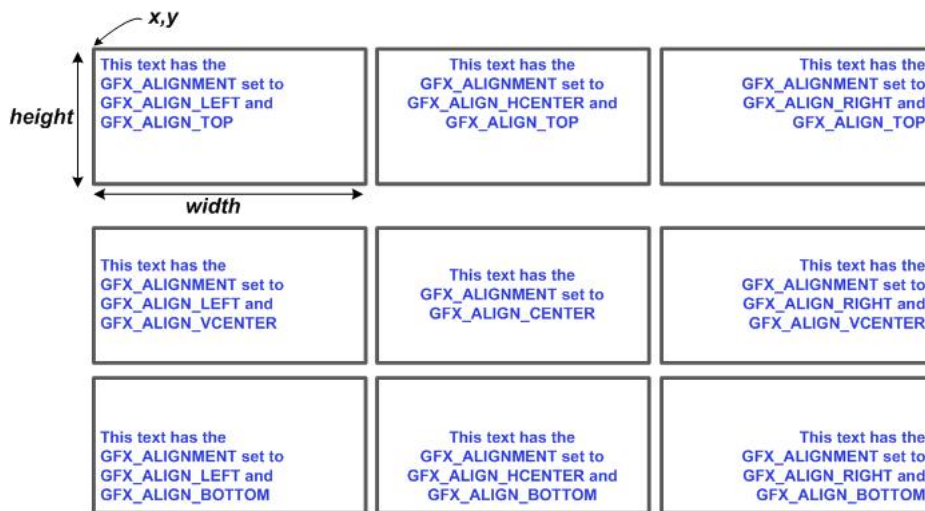 x,y
height
width
This text has the
GFX_ALIGNMENT set to
GFX_ALIGN_LEFT and
GFX_ALIGN_TOP
This text has the
GFX_ALIGNMENT set to
GFX_ALIGN_HCENTER and
GFX_ALIGN_TOP
This text has the
GFX_ALIGNMENT set to
GFX_ALIGN_RIGHT and
GFX_ALIGN_TOP
This text has the
GFX_ALIGNMENT set to
GFX_ALIGN_LEFT and
GFX_ALIGN_VCENTER
This text has the
GFX_ALIGNMENT set to
GFX_ALIGN_CENTER
This text has the
GFX_ALIGNMENT set to
GFX_ALIGN_RIGHT and
GFX_ALIGN_VCENTER
This text has the
GFX_ALIGNMENT set to
GFX_ALIGN_LEFT and
GFX_ALIGN_BOTTOM
This text has the
GFX_ALIGNMENT set to
GFX_ALIGN_HCENTER and
GFX_ALIGN_BOTTOM
This text has the
GFX_ALIGNMENT set to
GFX_ALIGN_RIGHT and
GFX_ALIGN_BOTTOM